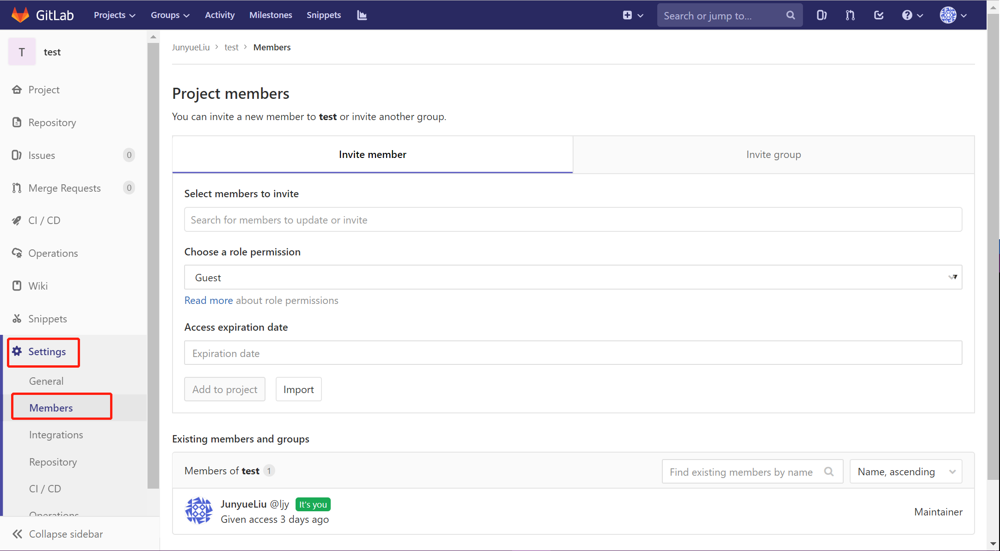 GitLab Projects Groups Activity Milestones Snippets Search or jump to...
T test
Project
Repository
Issues 0
Merge Requests 0
CI / CD
Operations
Wiki
Snippets
Settings
General
Members
Integrations
Repository
CI / CD
Operations
Collapse sidebar
JunyueLiu > test > Members
Project members
You can invite a new member to test or invite another group.
Invite member Invite group
Select members to invite
Search for members to update or invite
Choose a role permission
Guest
Read more about role permissions
Access expiration date
Expiration date
Add to project Import
Existing members and groups
Members of test 1 Find existing members by name Name, ascending
JunyueLiu @ljy It's you
Given access 3 days ago
Maintainer